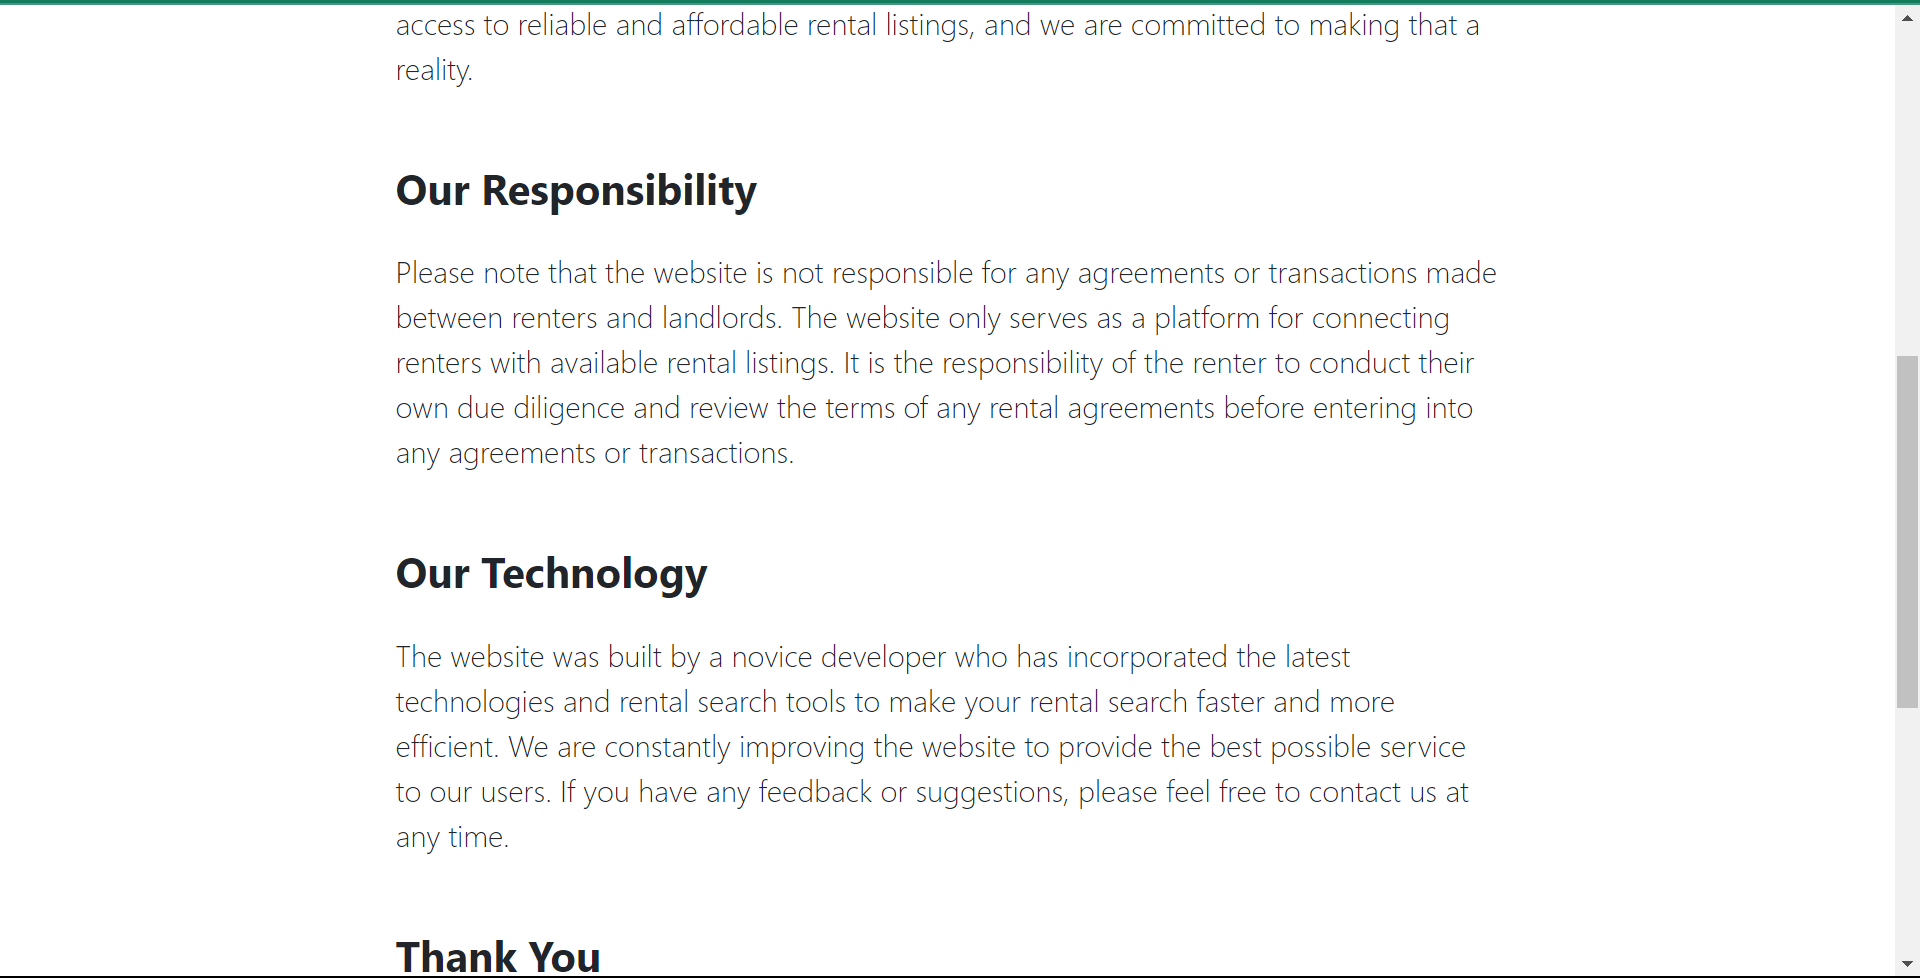 access to reliable and affordable rental listings, and we are committed to making that a
reality.
Our Responsibility
Please note that the website is not responsible for any agreements or transactions made
between renters and landlords. The website only serves as a platform for connecting
renters with available rental listings. It is the responsibility of the renter to conduct their
own due diligence and review the terms of any rental agreements before entering into
any agreements or transactions.
Our Technology
The website was built by a novice developer who has incorporated the latest
technologies and rental search tools to make your rental search faster and more
efficient. We are constantly improving the website to provide the best possible service
to our users. If you have any feedback or suggestions, please feel free to contact us at
any time.
Thank You